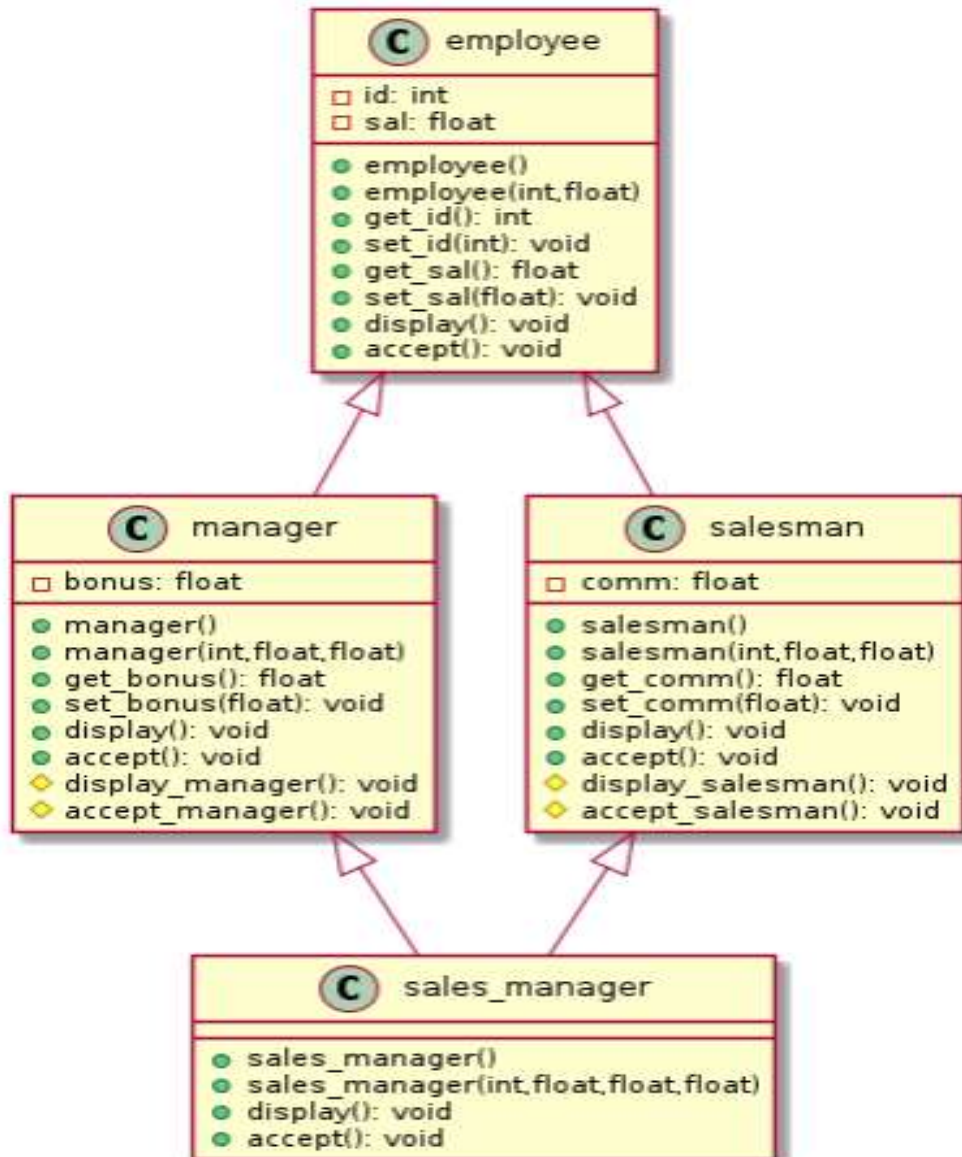 C employee
id: int
sal: float
employee()
employee(int,float)
get_id(): int
set_id(int): void
get_sal(): float
set_sal(float): void
display(): void
accept(): void
C manager
bonus: float
manager()
manager(int,float,float)
get_bonus(): float
set_bonus(float): void
display(): void
accept(): void
display_manager(): void
accept_manager(): void
C salesman
comm: float
salesman()
salesman(int,float,float)
get_comm(): float
set_comm(float): void
display(): void
accept(): void
display_salesman(): void
accept_salesman(): void
C sales_manager
sales_manager()
sales_manager(int,float,float,float)
display(): void
accept(): void